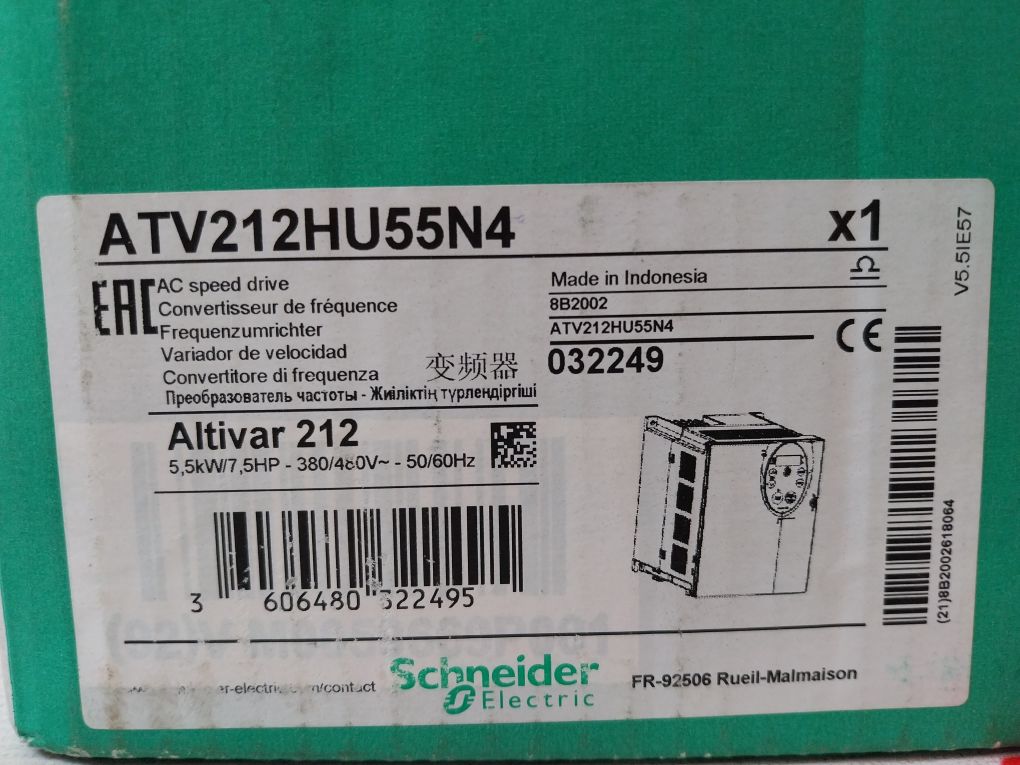 ATV212HU55N4 x1
EAC
AC speed drive
Convertisseur de fréquence
Frequenzumrichter
Variador de velocidad
Convertitore di frequenza
变频器
Преобразователь частоты - Жиіліктің түрлендіргіші
Made in Indonesia
8B2002
ATV212HU55N4
032249
CE
Altivar 212
5,5kW/7,5HP - 380/480V~ - 50/60Hz
3 606480 322495
FR-92506 Rueil-Malmaison
Schneider
Electric
V5.5IE57
(21)8B2002618064